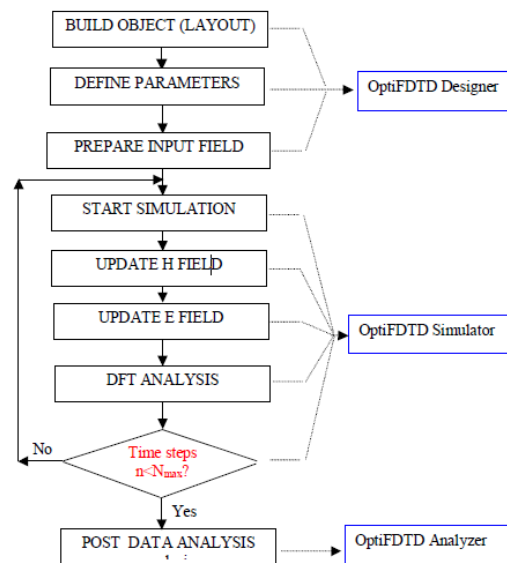 BUILD OBJECT (LAYOUT)
DEFINE PARAMETERS
OptiFDTD Designer
PREPARE INPUT FIELD
START SIMULATION
UPDATE H FIELD
UPDATE E FIELD
OptiFDTD Simulator
DFT ANALYSIS
No
Time steps
n<Nmax?
Yes
POST DATA ANALYSIS
OptiFDTD Analyzer